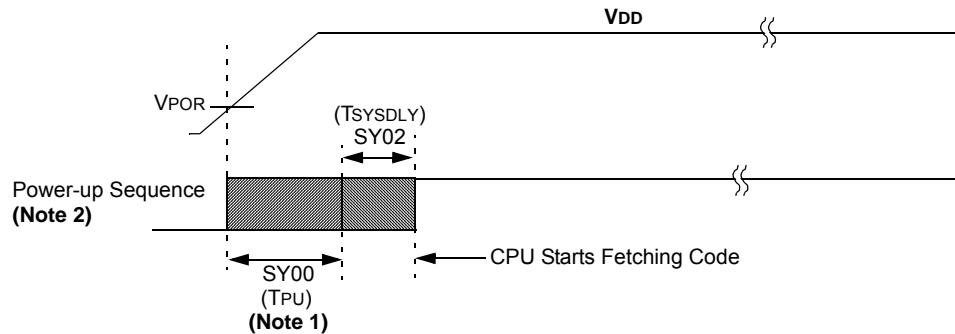 VDD
VPOR
(TSYSDLY)
SY02
Power-up Sequence
(Note 2)
CPU Starts Fetching Code
SY00
(TPU)
(Note 1)